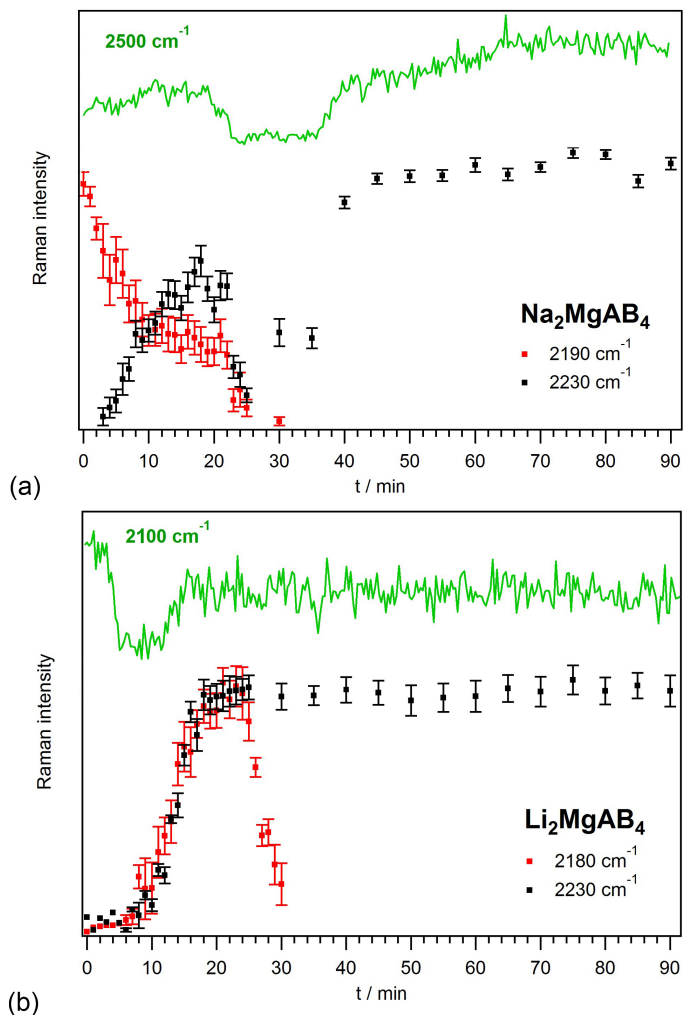 2500 cm⁻¹
Raman intensity
Na₂MgAB₄
2190 cm⁻¹
2230 cm⁻¹
0 10 20 30 40 50 60 70 80 90
t / min
(a)
2100 cm⁻¹
Raman intensity
Li₂MgAB₄
2180 cm⁻¹
2230 cm⁻¹
0 10 20 30 40 50 60 70 80 90
t / min
(b)